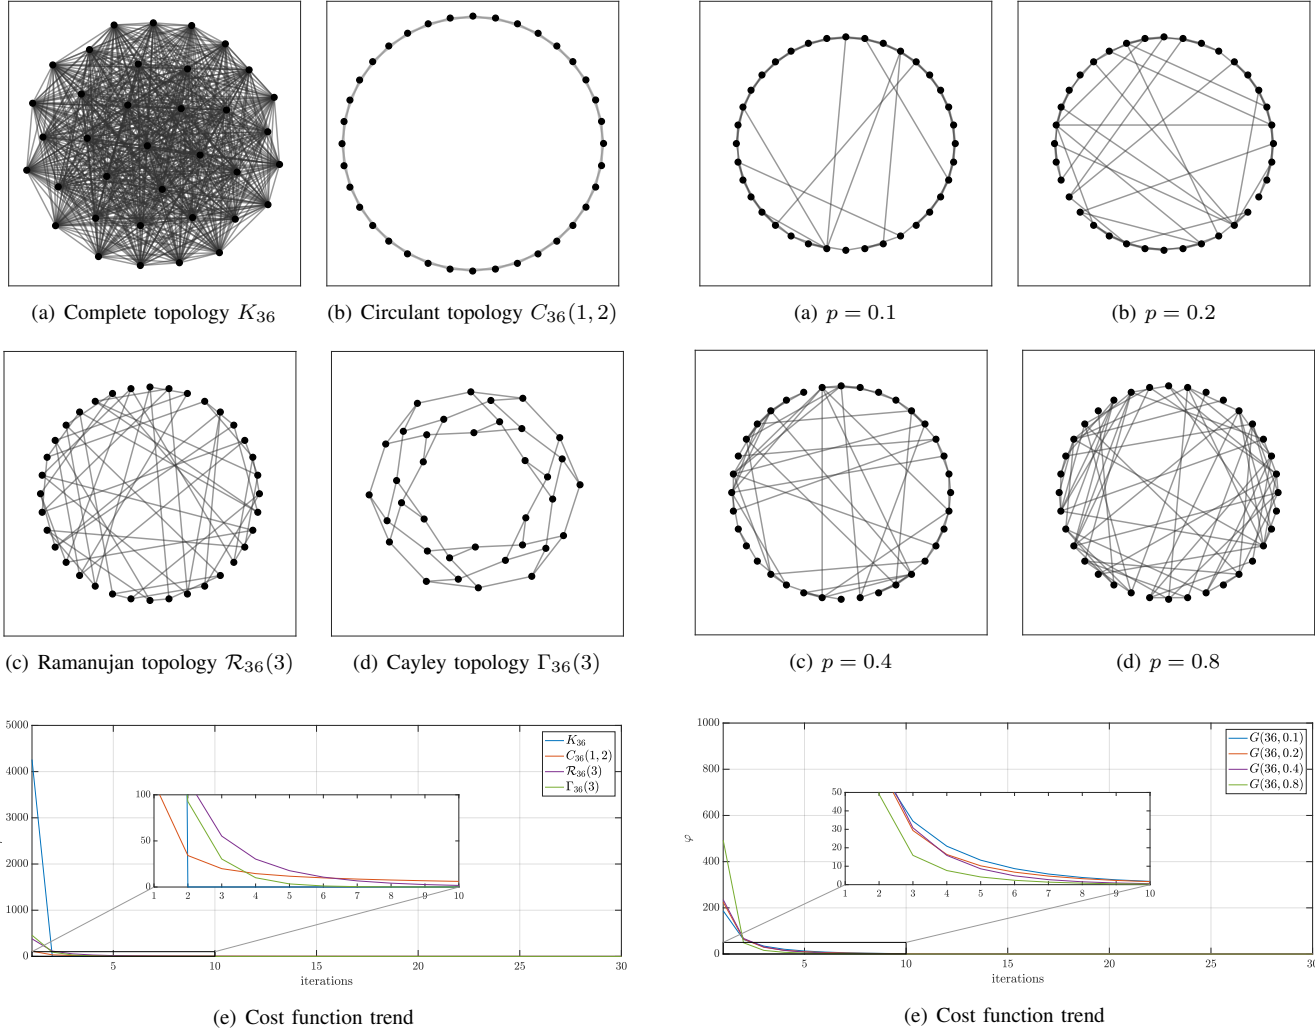 (a) Complete topology K₃₆
(b) Circulant topology C₃₆(1, 2)
(a) p = 0.1
(b) p = 0.2
(c) Ramanujan topology ℛ₃₆(3)
(d) Cayley topology Γ₃₆(3)
(c) p = 0.4
(d) p = 0.8
5000
4000
3000
2000
1000
0
5
10
15
20
25
30
iterations
K₃₆
C₃₆(1, 2)
ℛ₃₆(3)
Γ₃₆(3)
100
50
0
1 2 3 4 5 6 7 8 9 10
(e) Cost function trend
1000
800
600
400
200
0
φ
5
10
15
20
25
30
iterations
G(36, 0.1)
G(36, 0.2)
G(36, 0.4)
G(36, 0.8)
50
40
30
20
10
0
1 2 3 4 5 6 7 8 9 10
(e) Cost function trend